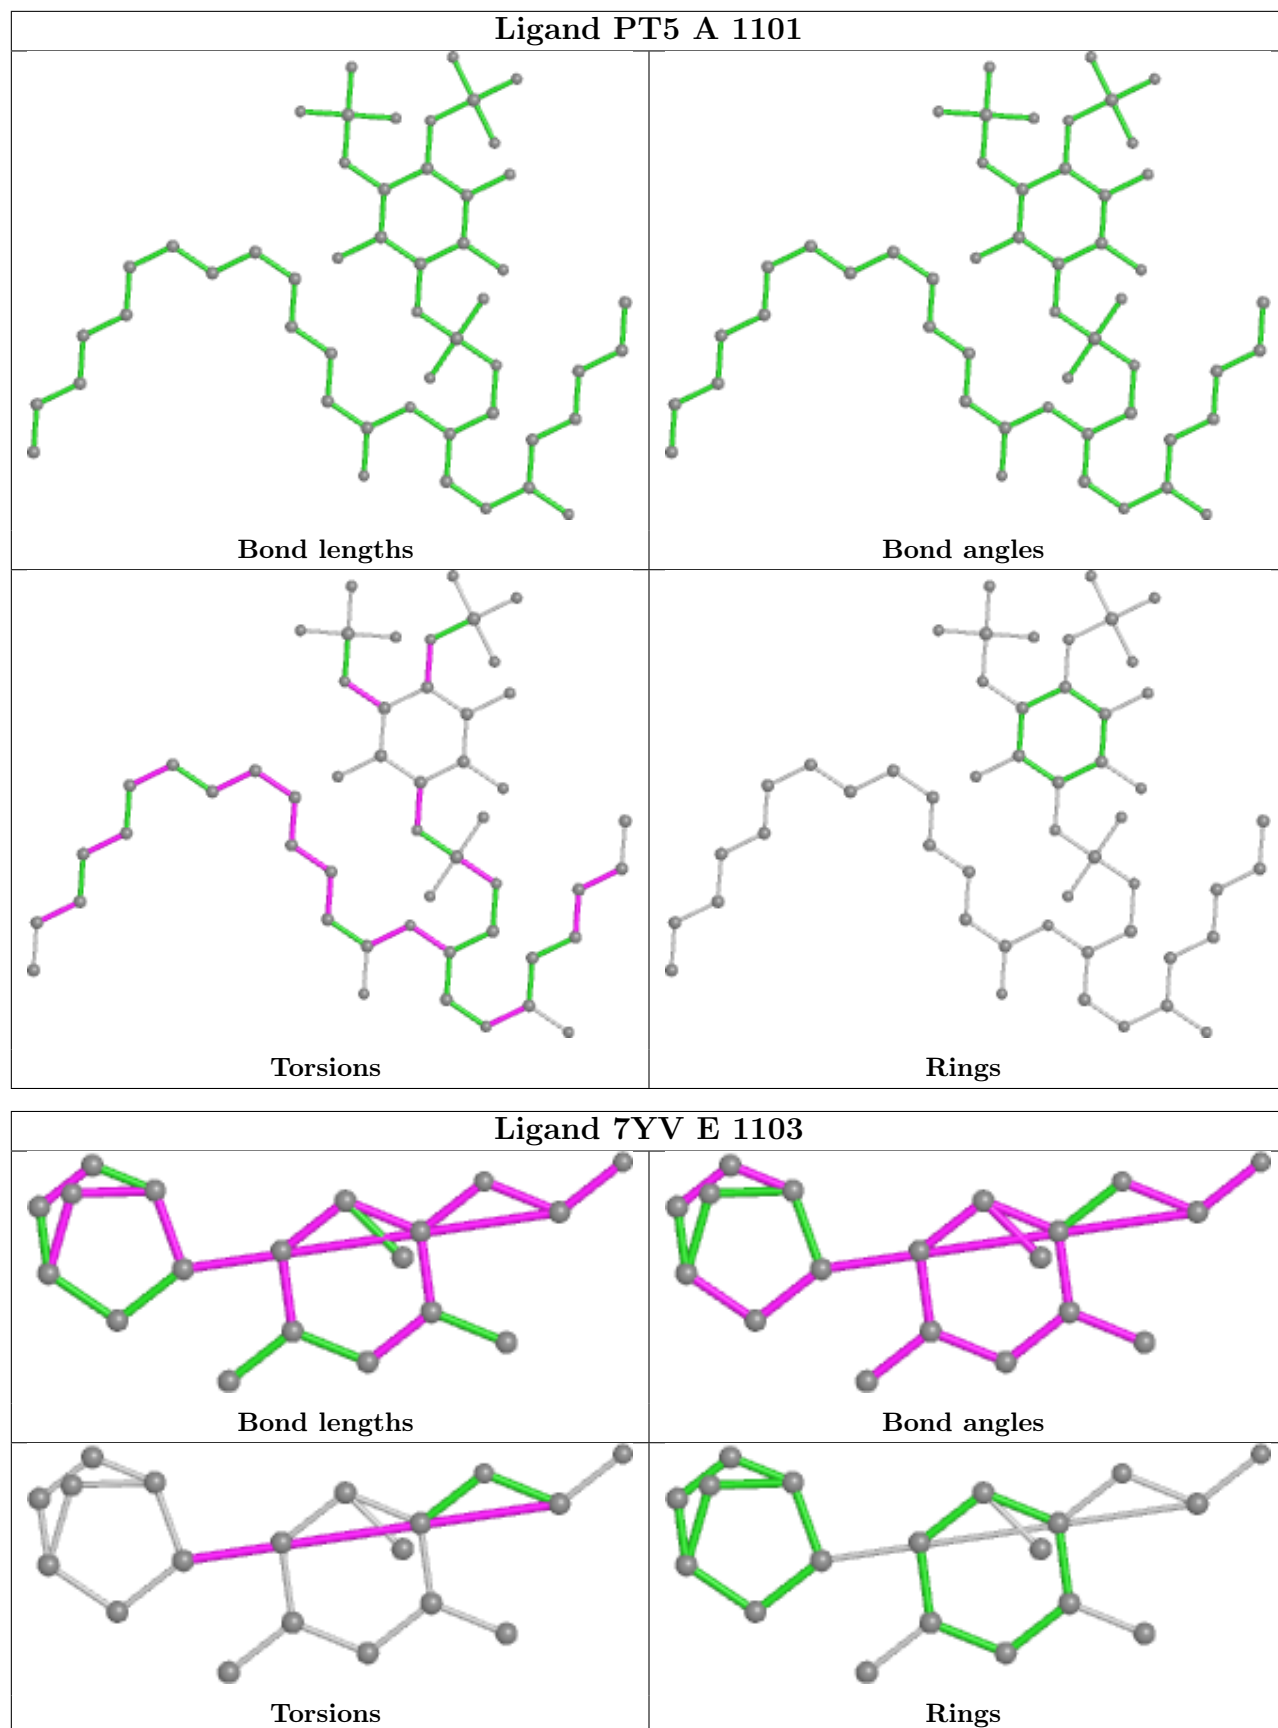 Ligand PT5 A 1101
Bond lengths
Bond angles
Torsions
Rings
Ligand 7YV E 1103
Bond lengths
Bond angles
Torsions
Rings